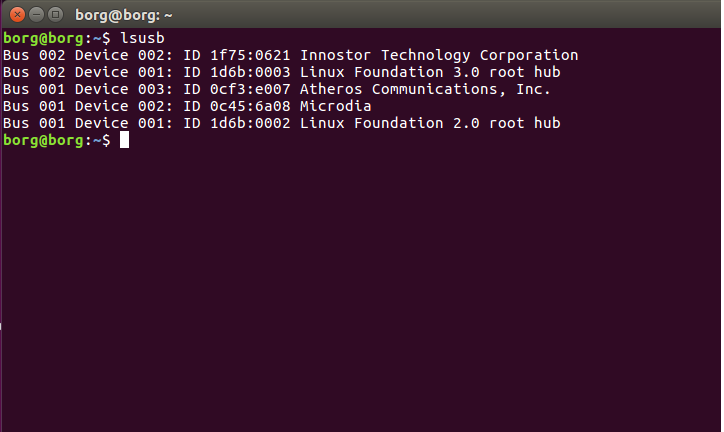 borg@borg: ~
borg@borg:~$ lsusb
Bus 002 Device 002: ID 1f75:0621 Innostor Technology Corporation
Bus 002 Device 001: ID 1d6b:0003 Linux Foundation 3.0 root hub
Bus 001 Device 003: ID 0cf3:e007 Atheros Communications, Inc.
Bus 001 Device 002: ID 0c45:6a08 Microdia
Bus 001 Device 001: ID 1d6b:0002 Linux Foundation 2.0 root hub
borg@borg:~$